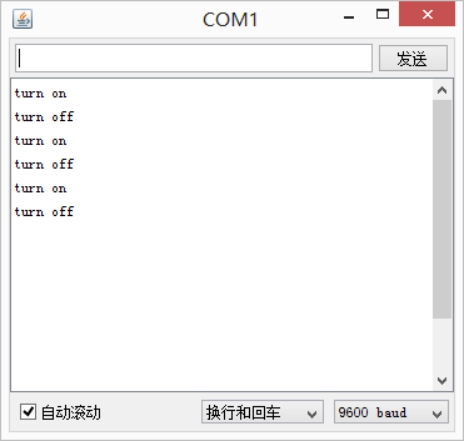 COM1
发送
turn on
turn off
turn on
turn off
turn on
turn off
自动滚动 换行和回车 9600 baud